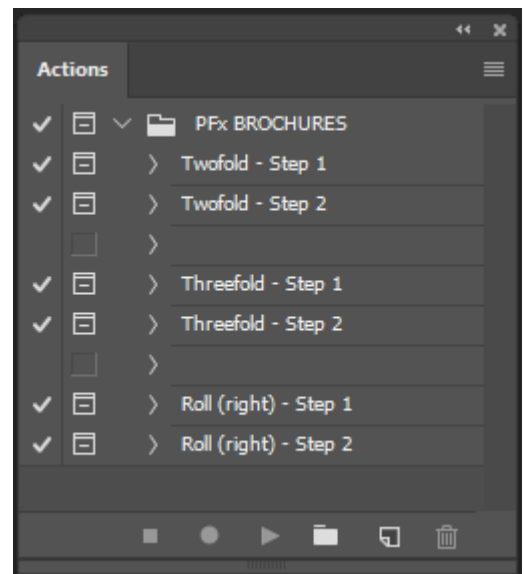 Actions
PFx BROCHURES
Twofold - Step 1
Twofold - Step 2
Threefold - Step 1
Threefold - Step 2
Roll (right) - Step 1
Roll (right) - Step 2